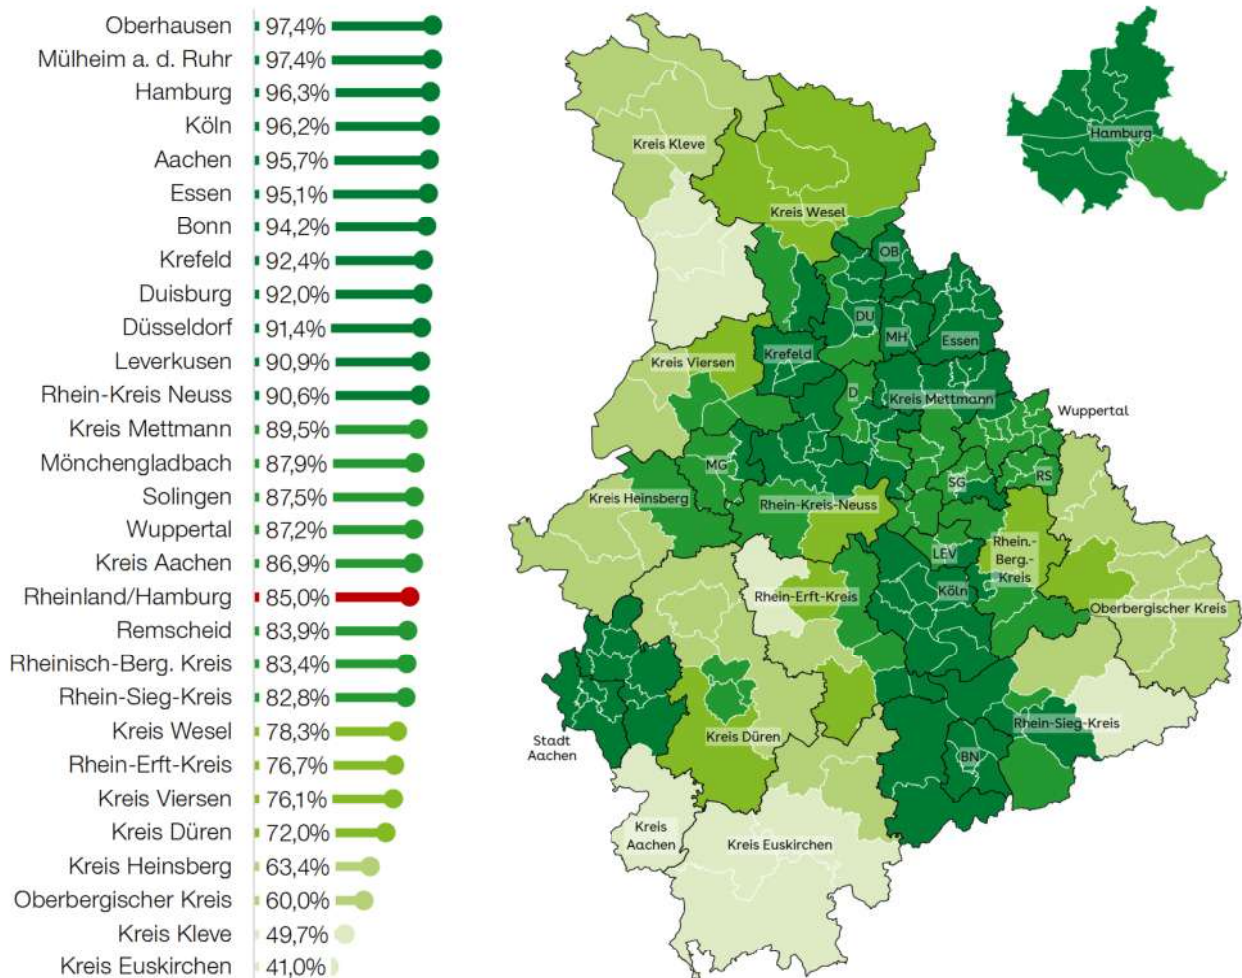 Oberhausen 97,4%
Mülheim a. d. Ruhr 97,4%
Hamburg 96,3%
Köln 96,2%
Aachen 95,7%
Essen 95,1%
Bonn 94,2%
Krefeld 92,4%
Duisburg 92,0%
Düsseldorf 91,4%
Leverkusen 90,9%
Rhein-Kreis Neuss 90,6%
Kreis Mettmann 89,5%
Mönchengladbach 87,9%
Solingen 87,5%
Wuppertal 87,2%
Kreis Aachen 86,9%
Rheinland/Hamburg 85,0%
Remscheid 83,9%
Rheinisch-Berg. Kreis 83,4%
Rhein-Sieg-Kreis 82,8%
Kreis Wesel 78,3%
Rhein-Erft-Kreis 76,7%
Kreis Viersen 76,1%
Kreis Düren 72,0%
Kreis Heinsberg 63,4%
Oberbergischer Kreis 60,0%
Kreis Kleve 49,7%
Kreis Euskirchen 41,0%
Hamburg
Kreis Kleve
Kreis Wesel
OB
DU
MH
Essen
Kreis Viersen
Krefeld
D
Kreis Mettmann
Wuppertal
MG
SG
RS
Kreis Heinsberg
Rhein-Kreis-Neuss
LEV
Rhein.-
Berg.-
Kreis
Rhein-Erft-Kreis
Köln
Oberbergischer Kreis
Stadt
Aachen
Kreis Düren
Rhein-Sieg-Kreis
BN
Kreis
Aachen
Kreis Euskirchen